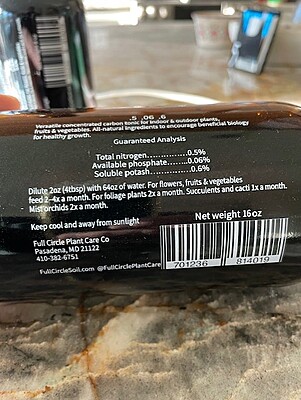 .5 .06 .6
Versatile concentrated carbon tonic for indoor & outdoor plants,
fruits & vegetables. All-natural ingredients to encourage beneficial biology
for healthy growth.
Guaranteed Analysis
Total nitrogen..............0.5%
Available phosphate........0.06%
Soluble potash..............0.6%
Dilute 2oz (4tbsp) with 64oz of water. For flowers, fruits & vegetables
feed 2-4x a month. For foliage plants 2x a month. Succulents and cacti 1x a month.
Mist orchids 2x a month.
Keep cool and away from sunlight
Net weight 16oz
Full Circle Plant Care Co
Pasadena, MD 21122
410-382-6751
FullCircleSoil.com @FullCirclePlantCare
701236 814019